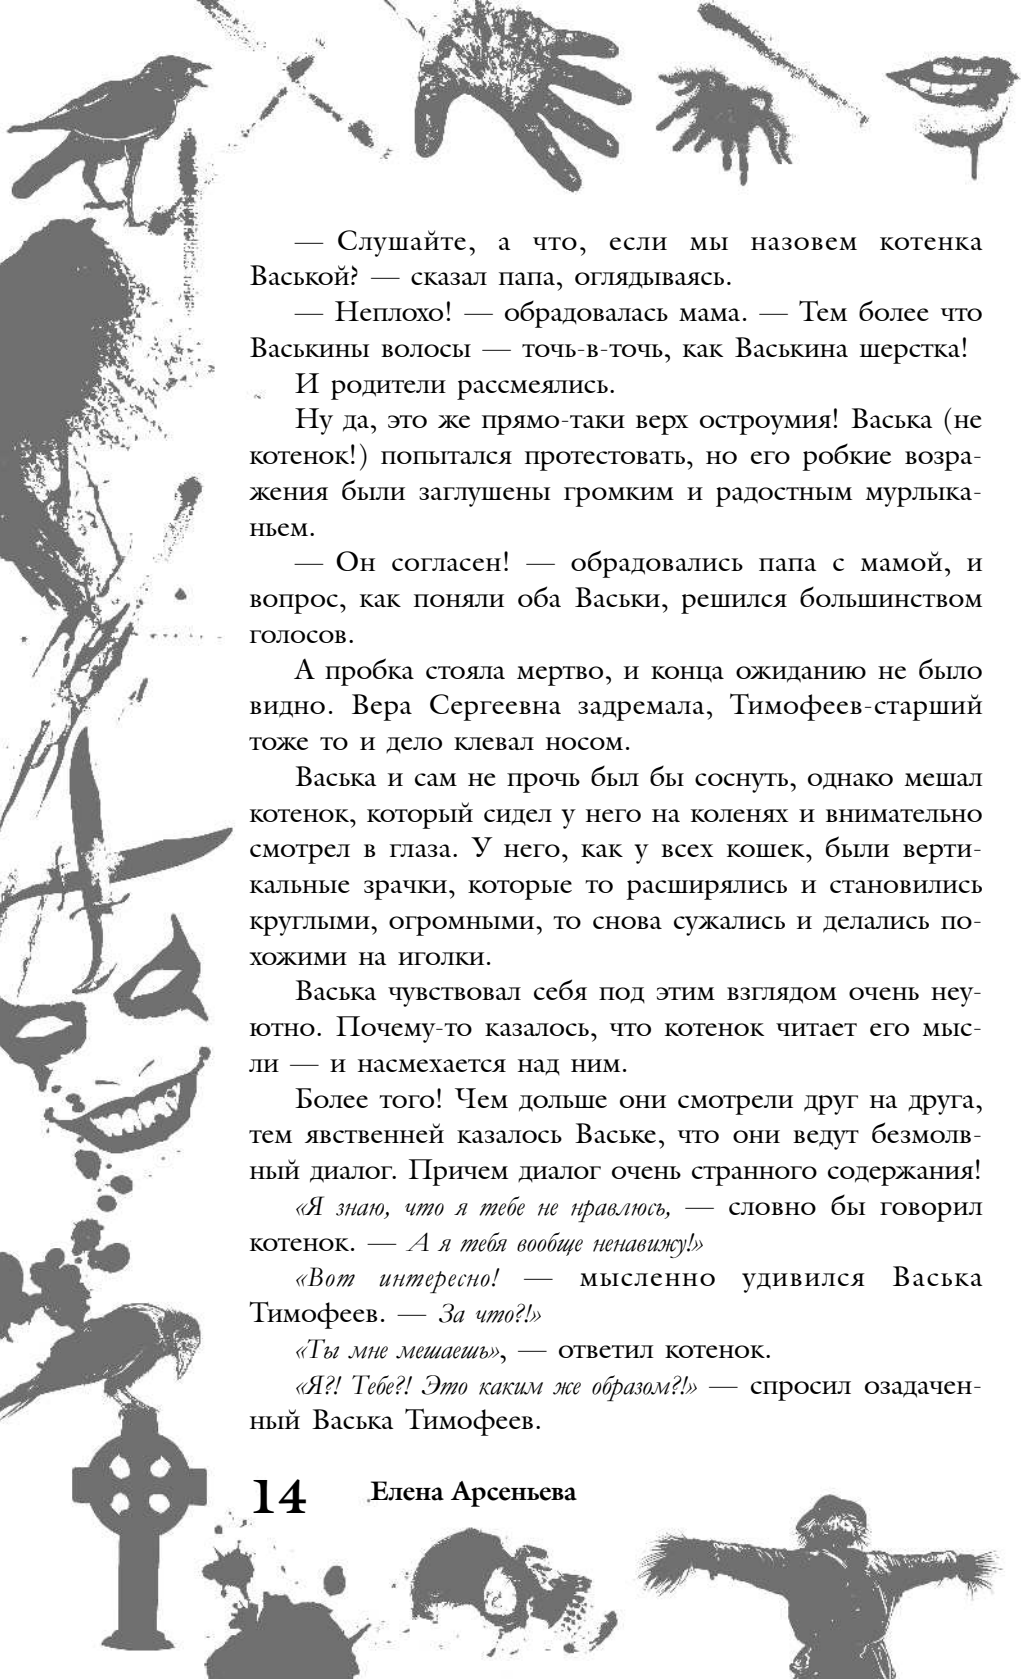 — Слушайте, а что, если мы назовем котенка
Васькой? — сказал папа, оглядываясь.
— Неплохо! — обрадовалась мама. — Тем более что
Васькины волосы — точь-в-точь, как Васькина шерстка!
И родители рассмеялись.
Ну да, это же прямо-таки верх остроумия! Васька (не
котенок!) попытался протестовать, но его робкие возра-
жения были заглушены громким и радостным мурлыка-
ньем.
— Он согласен! — обрадовались папа с мамой, и
вопрос, как поняли оба Васьки, решился большинством
голосов.
А пробка стояла мертво, и конца ожиданию не было
видно. Вера Сергеевна задремала, Тимофеев-старший
тоже то и дело клевал носом.
Васька и сам не прочь был бы соснуть, однако мешал
котенок, который сидел у него на коленях и внимательно
смотрел в глаза. У него, как у всех кошек, были верти-
кальные зрачки, которые то расширялись и становились
круглыми, огромными, то снова сужались и делались по-
хожими на иголки.
Васька чувствовал себя под этим взглядом очень неу-
ютно. Почему-то казалось, что котенок читает его мыс-
ли — и насмехается над ним.
Более того! Чем дольше они смотрели друг на друга,
тем явственней казалось Ваське, что они ведут безмолв-
ный диалог. Причем диалог очень странного содержания!
«Я знаю, что я тебе не нравлюсь, — словно бы говорил
котенок. — А я тебя вообще ненавижу!»
«Вот интересно! — мысленно удивился Васька
Тимофеев. — За что?!»
«Ты мне мешаешь», — ответил котенок.
«Я?! Тебе?! Это каким же образом?!» — спросил озадачен-
ный Васька Тимофеев.
14 Елена Арсеньева